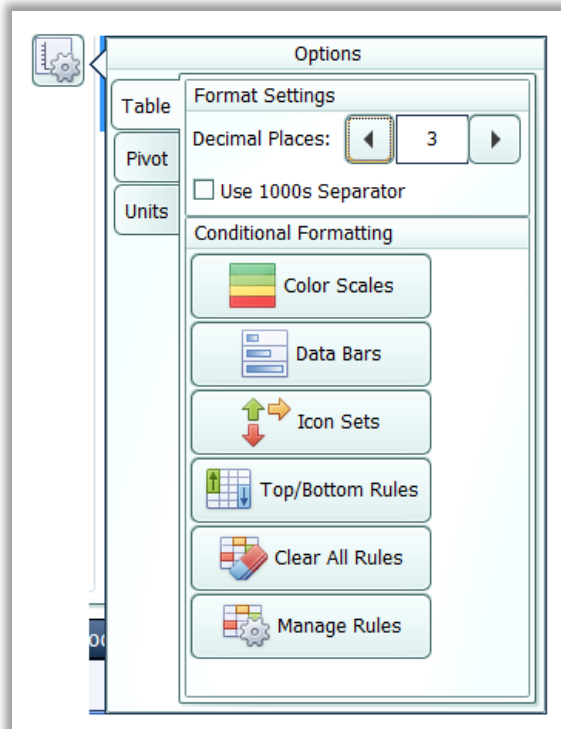 Options
Table
Pivot
Units
Format Settings
Decimal Places: 3
Use 1000s Separator
Conditional Formatting
Color Scales
Data Bars
Icon Sets
Top/Bottom Rules
Clear All Rules
Manage Rules